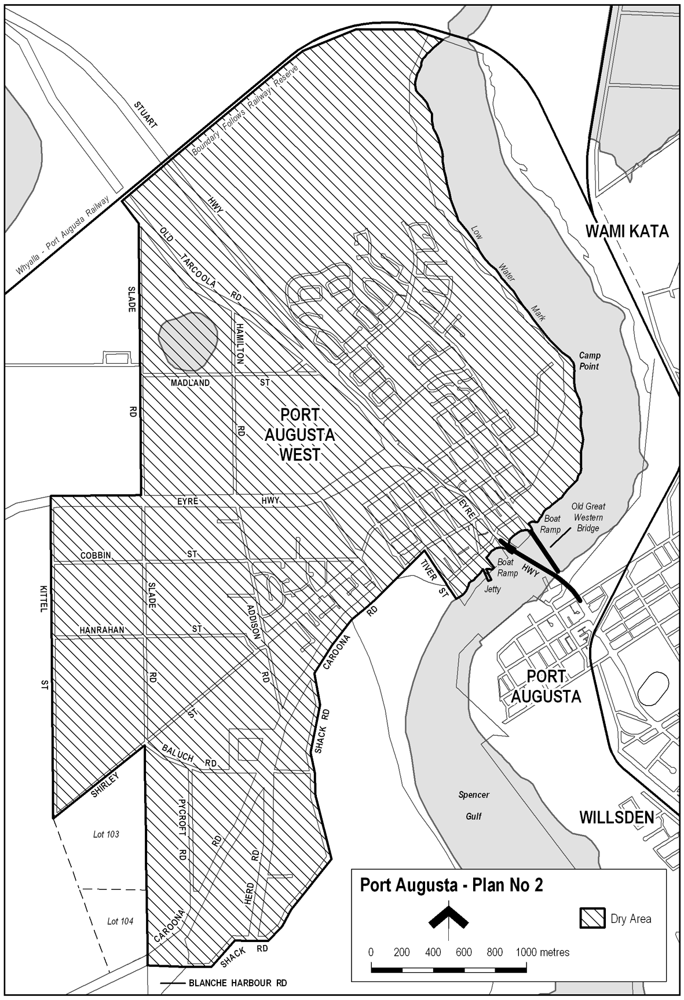 STUART
HWY
Boundary Follows Railway Reserve
Whyalla - Port Augusta Railway
OLD
TARCOOLA
RD
SLADE
RD
HAMILTON
RD
MADLAND
ST
Low
Water
Mark
WAMI KATA
Camp
Point
PORT
AUGUSTA
WEST
EYRE
HWY
EYRE
HWY
Old Great
Western
Bridge
Boat
Ramp
Boat
Ramp
Jetty
TIVER
ST
COBBIN
ST
KITTEL
ST
SLADE
RD
ADDISON
RD
HANRAHAN
ST
CAROONA
RD
SHACK RD
SHIRLEY
ST
BALUCH
RD
PYCROFT
RD
RD
HERD
RD
CAROONA
SHACK
RD
BLANCHE HARBOUR RD
Lot 103
Lot 104
PORT
AUGUSTA
Spencer
Gulf
WILLSDEN
Port Augusta - Plan No 2
Dry Area
0 200 400 600 800 1000 metres